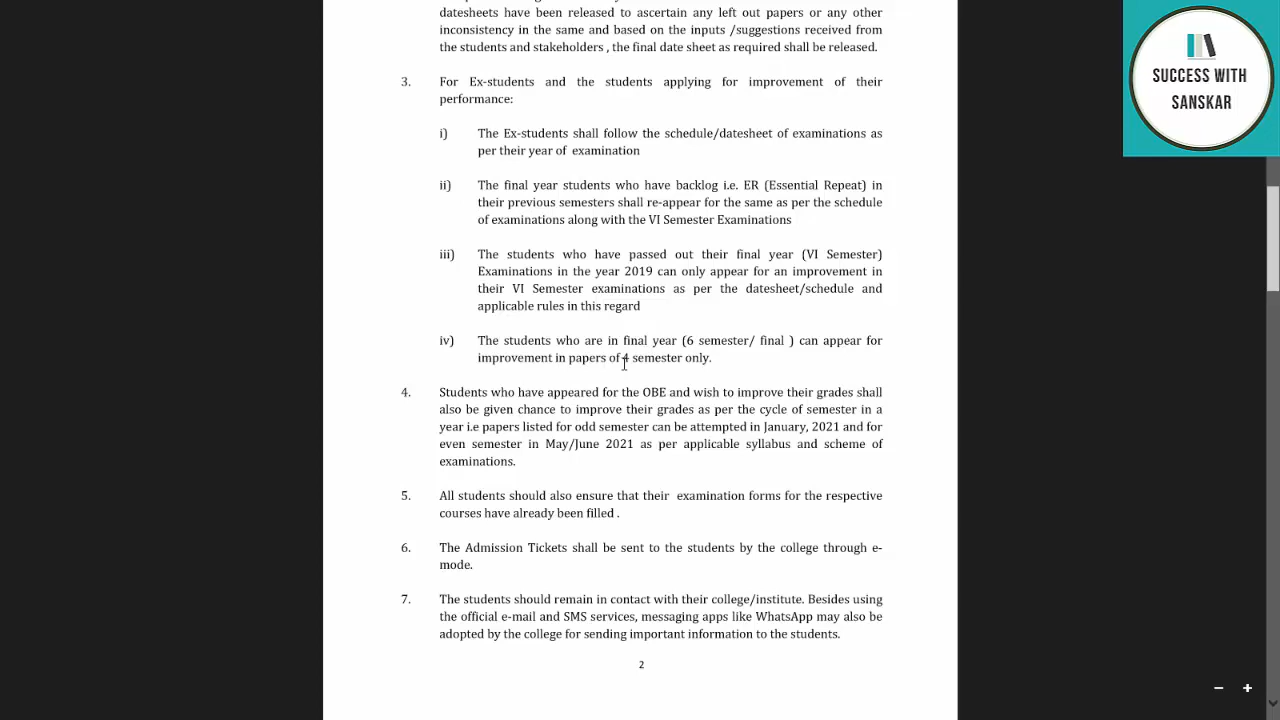 datesheets have been released to ascertain any left out papers or any other
inconsistency in the same and based on the inputs /suggestions received from
the students and stakeholders , the final date sheet as required shall be released.
3. For Ex-students and the students applying for improvement of their
performance:
i) The Ex-students shall follow the schedule/datesheet of examinations as
per their year of examination
ii) The final year students who have backlog i.e. ER (Essential Repeat) in
their previous semesters shall re-appear for the same as per the schedule
of examinations along with the VI Semester Examinations
iii) The students who have passed out their final year (VI Semester)
Examinations in the year 2019 can only appear for an improvement in
their VI Semester examinations as per the datesheet/schedule and
applicable rules in this regard
iv) The students who are in final year (6 semester/ final ) can appear for
improvement in papers of 4 semester only.
4. Students who have appeared for the OBE and wish to improve their grades shall
also be given chance to improve their grades as per the cycle of semester in a
year i.e papers listed for odd semester can be attempted in January, 2021 and for
even semester in May/June 2021 as per applicable syllabus and scheme of
examinations.
5. All students should also ensure that their examination forms for the respective
courses have already been filled .
6. The Admission Tickets shall be sent to the students by the college through e-
mode.
7. The students should remain in contact with their college/institute. Besides using
the official e-mail and SMS services, messaging apps like WhatsApp may also be
adopted by the college for sending important information to the students.
2
SUCCESS WITH
SANSKAR